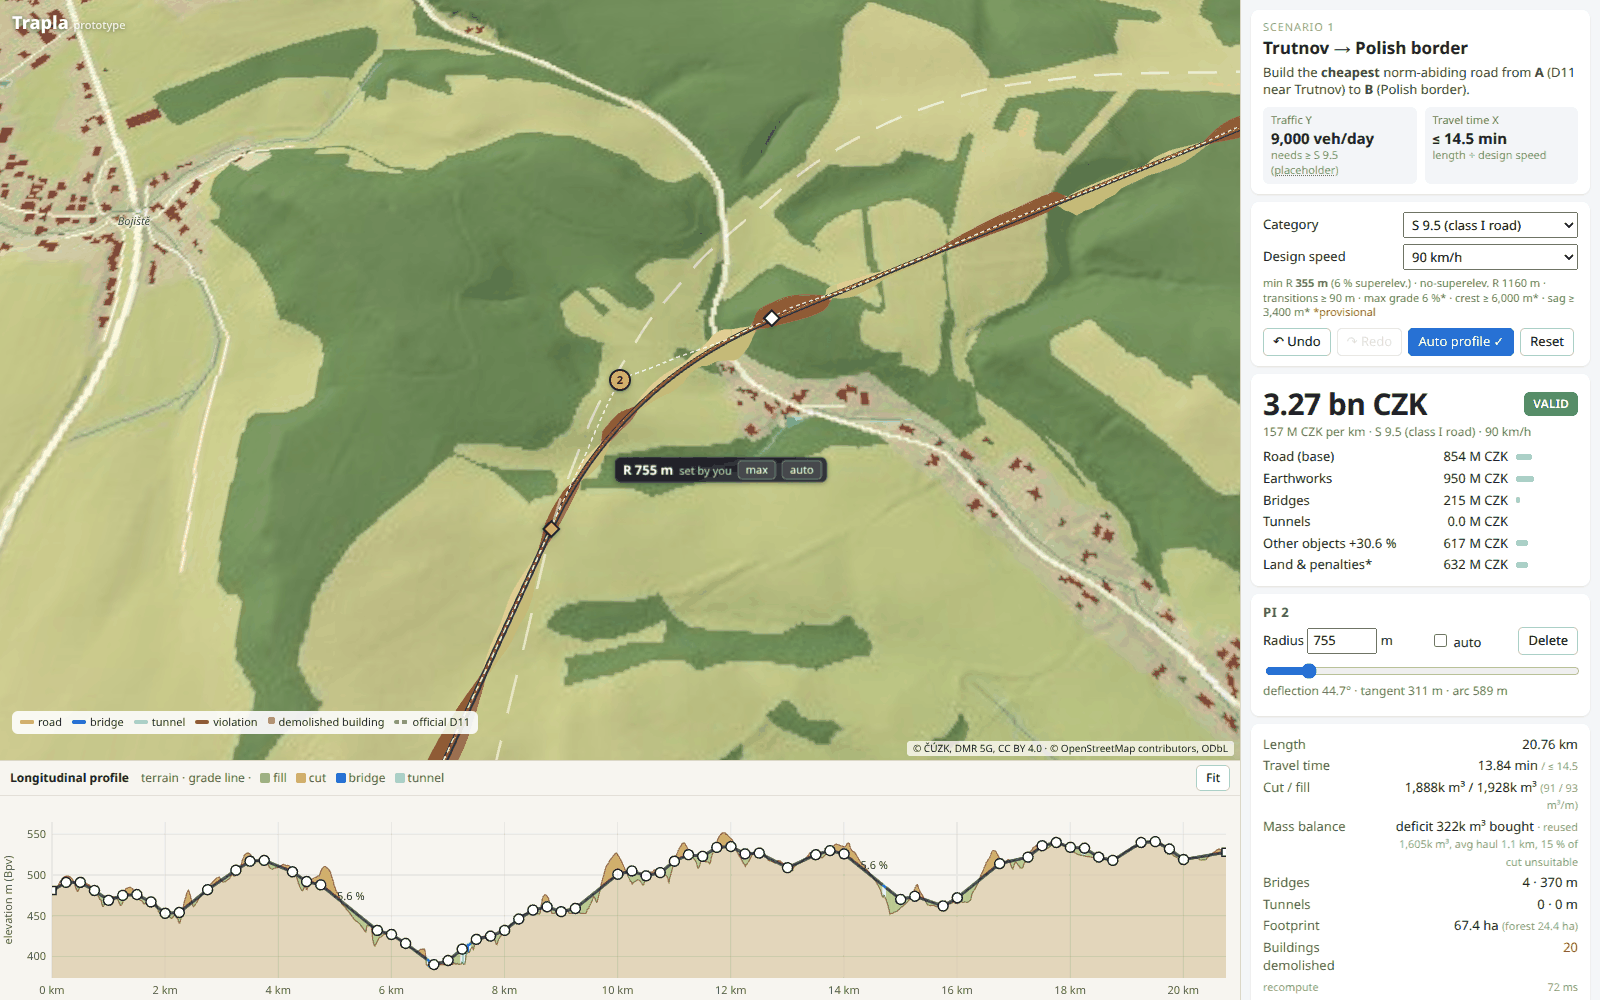 Trapla prototype
Bojiště
2
R 755 m set by you max auto
road bridge tunnel violation demolished building official D11
© ČÚZK, DMR 5G, CC BY 4.0 · © OpenStreetMap contributors, ODbL
Longitudinal profile terrain · grade line · fill cut bridge tunnel Fit
elevation m (Bpv)
550
500
450
400
5.6 %
5.6 %
0 km 2 km 4 km 6 km 8 km 10 km 12 km 14 km 16 km 18 km 20 km
SCENARIO 1
Trutnov → Polish border
Build the cheapest norm-abiding road from A (D11
near Trutnov) to B (Polish border).
Traffic Y
9,000 veh/day
needs ≥ S 9.5
(placeholder)
Travel time X
≤ 14.5 min
length ÷ design speed
Category S 9.5 (class I road)
Design speed 90 km/h
min R 355 m (6 % superelev.) · no-superelev. R 1160 m ·
transitions ≥ 90 m · max grade 6 %* · crest ≥ 6,000 m* · sag ≥
3,400 m* *provisional
↶ Undo ↷ Redo Auto profile ✓ Reset
3.27 bn CZK VALID
157 M CZK per km · S 9.5 (class I road) · 90 km/h
Road (base) 854 M CZK
Earthworks 950 M CZK
Bridges 215 M CZK
Tunnels 0.0 M CZK
Other objects +30.6 % 617 M CZK
Land & penalties* 632 M CZK
PI 2
Radius 755 m auto Delete
deflection 44.7° · tangent 311 m · arc 589 m
Length 20.76 km
Travel time 13.84 min / ≤ 14.5
Cut / fill 1,888k m³ / 1,928k m³ (91 / 93
m³/m)
Mass balance deficit 322k m³ bought · reused
1,605k m³, avg haul 1.1 km, 15 % of
cut unsuitable
Bridges 4 · 370 m
Tunnels 0 · 0 m
Footprint 67.4 ha (forest 24.4 ha)
Buildings 20
demolished
recompute 72 ms